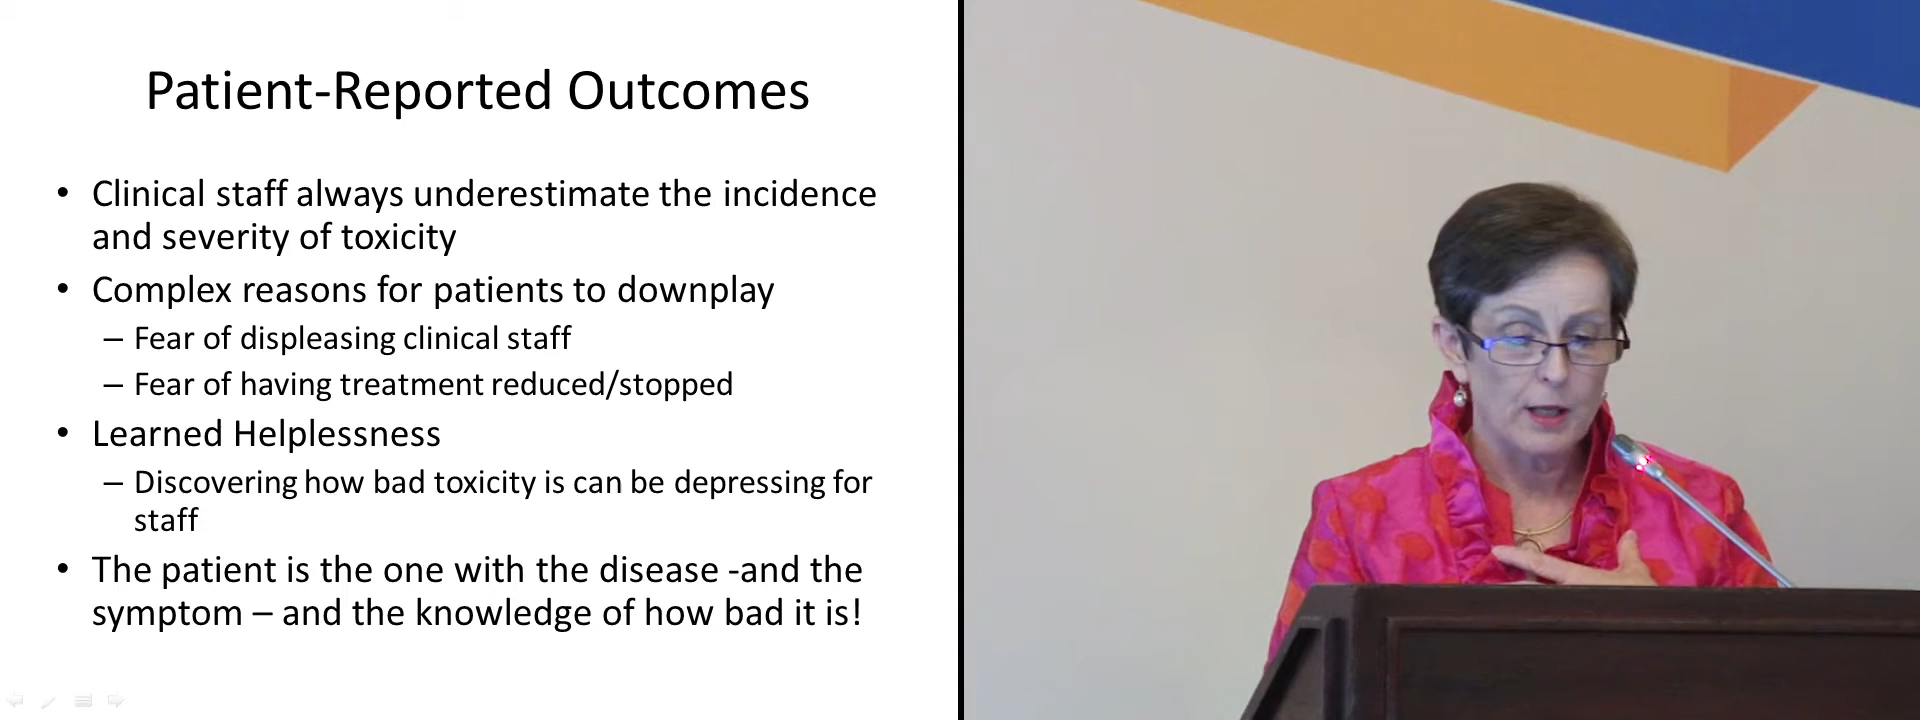 Patient-Reported Outcomes
• Clinical staff always underestimate the incidence
and severity of toxicity
• Complex reasons for patients to downplay
– Fear of displeasing clinical staff
– Fear of having treatment reduced/stopped
• Learned Helplessness
– Discovering how bad toxicity is can be depressing for
staff
• The patient is the one with the disease -and the
symptom – and the knowledge of how bad it is!